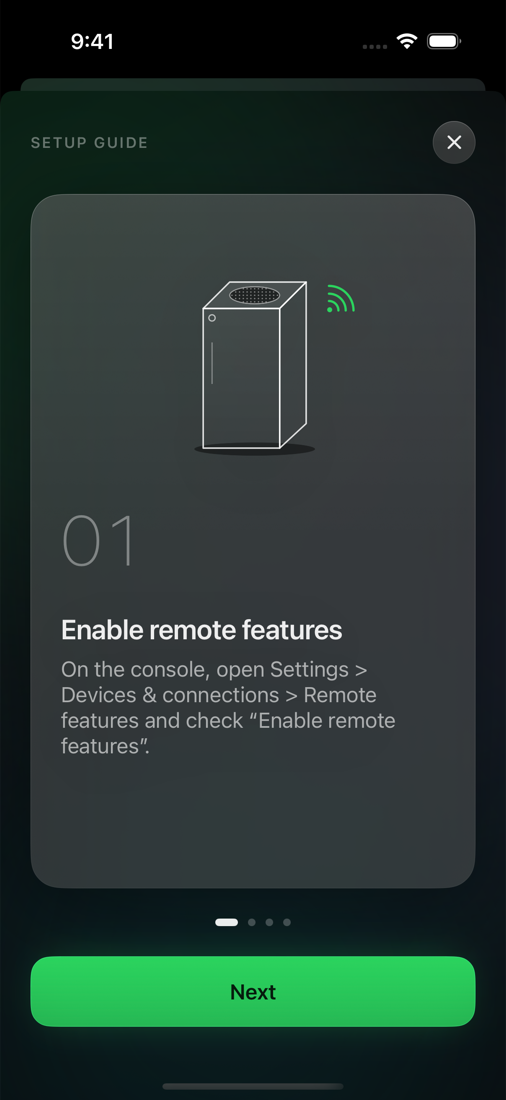 9:41
SETUP GUIDE
01
Enable remote features
On the console, open Settings >
Devices & connections > Remote
features and check “Enable remote
features”.
Next